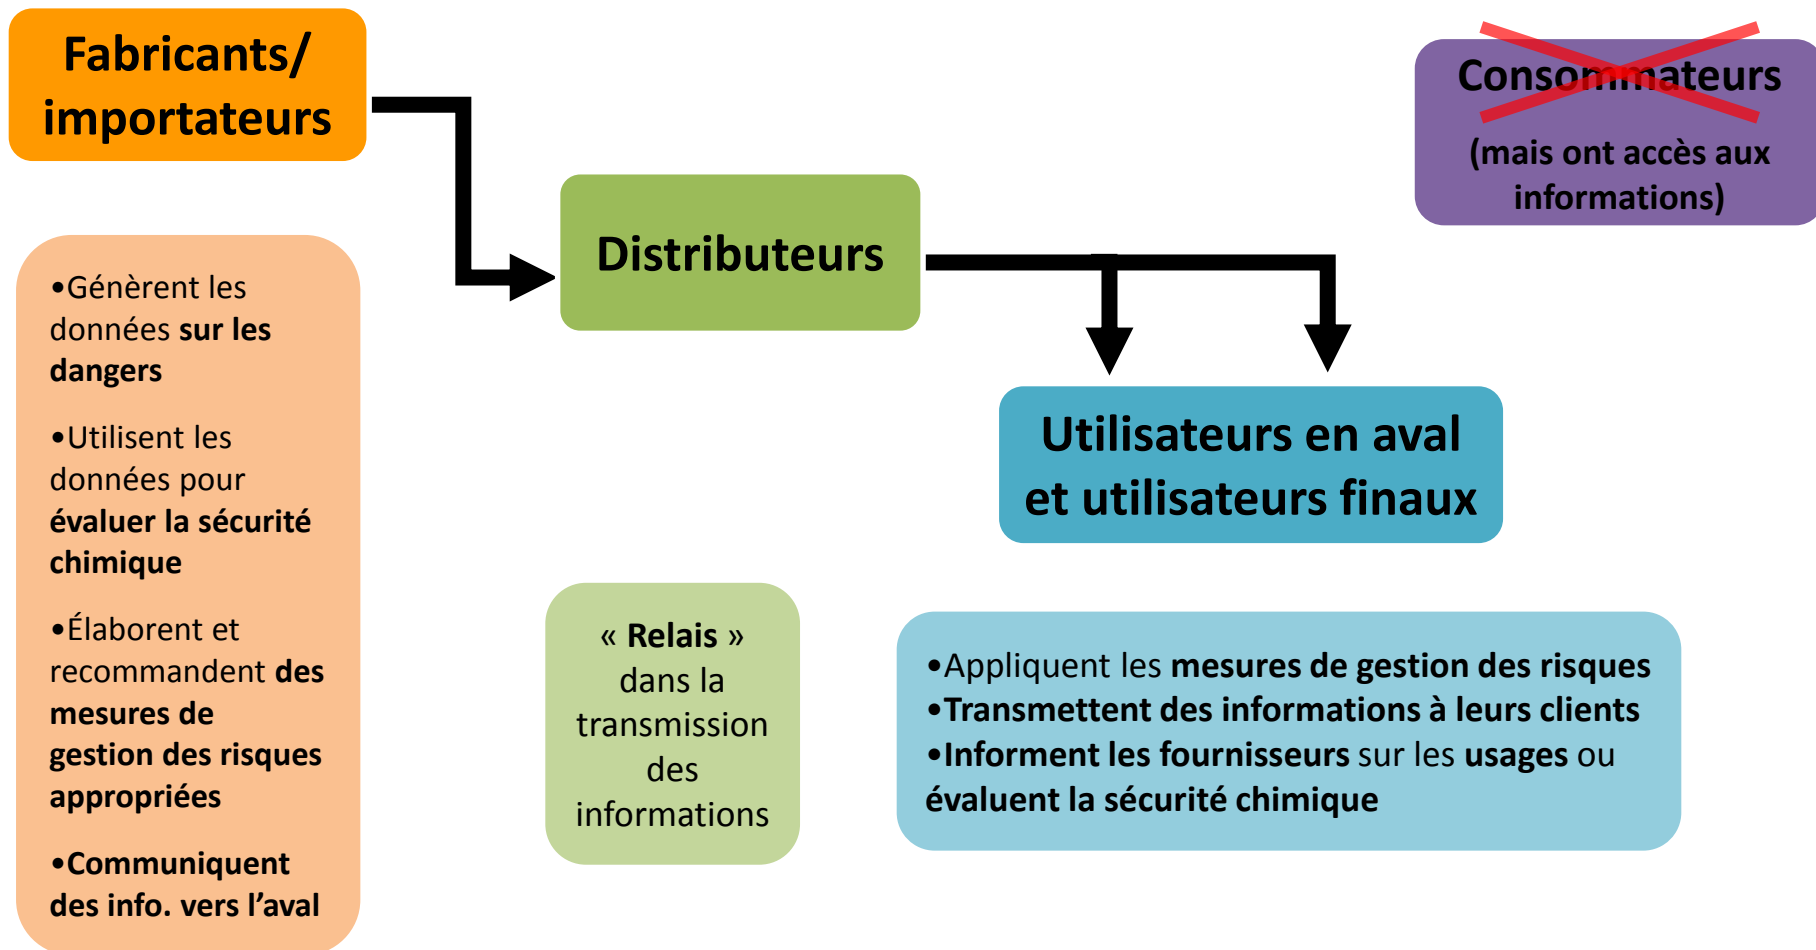 Fabricants/
importateurs
Consommateurs
(mais ont accès aux
informations)
Distributeurs
•Génèrent les
données sur les
dangers
•Utilisent les
données pour
évaluer la sécurité
chimique
•Élaborent et
recommandent des
mesures de
gestion des risques
appropriées
•Communiquent
des info. vers l’aval
Utilisateurs en aval
et utilisateurs finaux
« Relais »
dans la
transmission
des
informations
•Appliquent les mesures de gestion des risques
•Transmettent des informations à leurs clients
•Informent les fournisseurs sur les usages ou
évaluent la sécurité chimique